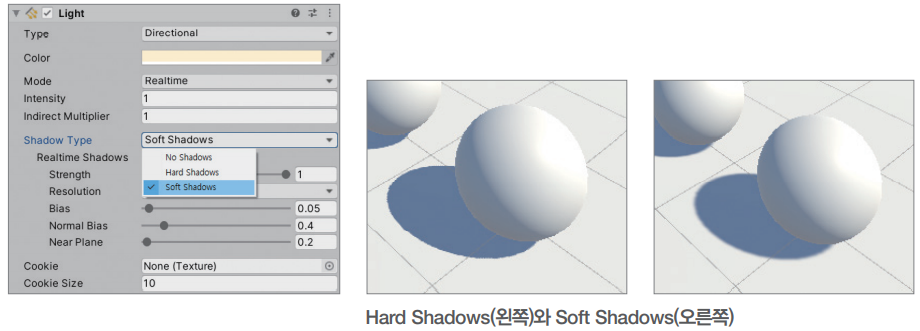 Light
Type Directional
Color
Mode Realtime
Intensity 1
Indirect Multiplier 1
Shadow Type Soft Shadows
No Shadows
Realtime Shadows
Hard Shadows
Strength 1
Soft Shadows
Resolution
Bias 0.05
Normal Bias 0.4
Near Plane 0.2
Cookie None (Texture)
Cookie Size 10
Hard Shadows(왼쪽)와 Soft Shadows(오른쪽)